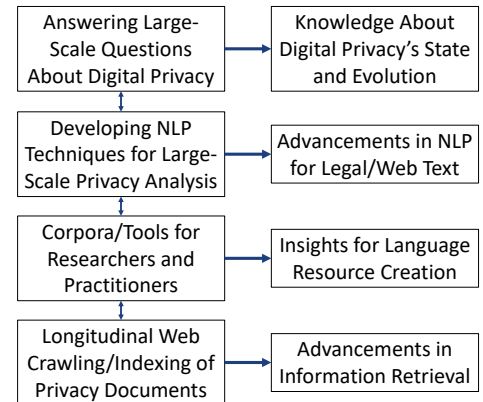 Answering Large-
Scale Questions
About Digital Privacy
Knowledge About
Digital Privacy's State
and Evolution
Developing NLP
Techniques for Large-
Scale Privacy Analysis
Advancements in NLP
for Legal/Web Text
Corpora/Tools for
Researchers and
Practitioners
Insights for Language
Resource Creation
Longitudinal Web
Crawling/Indexing of
Privacy Documents
Advancements in
Information Retrieval